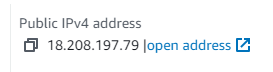 Public IPv4 address
18.208.197.79 |open address